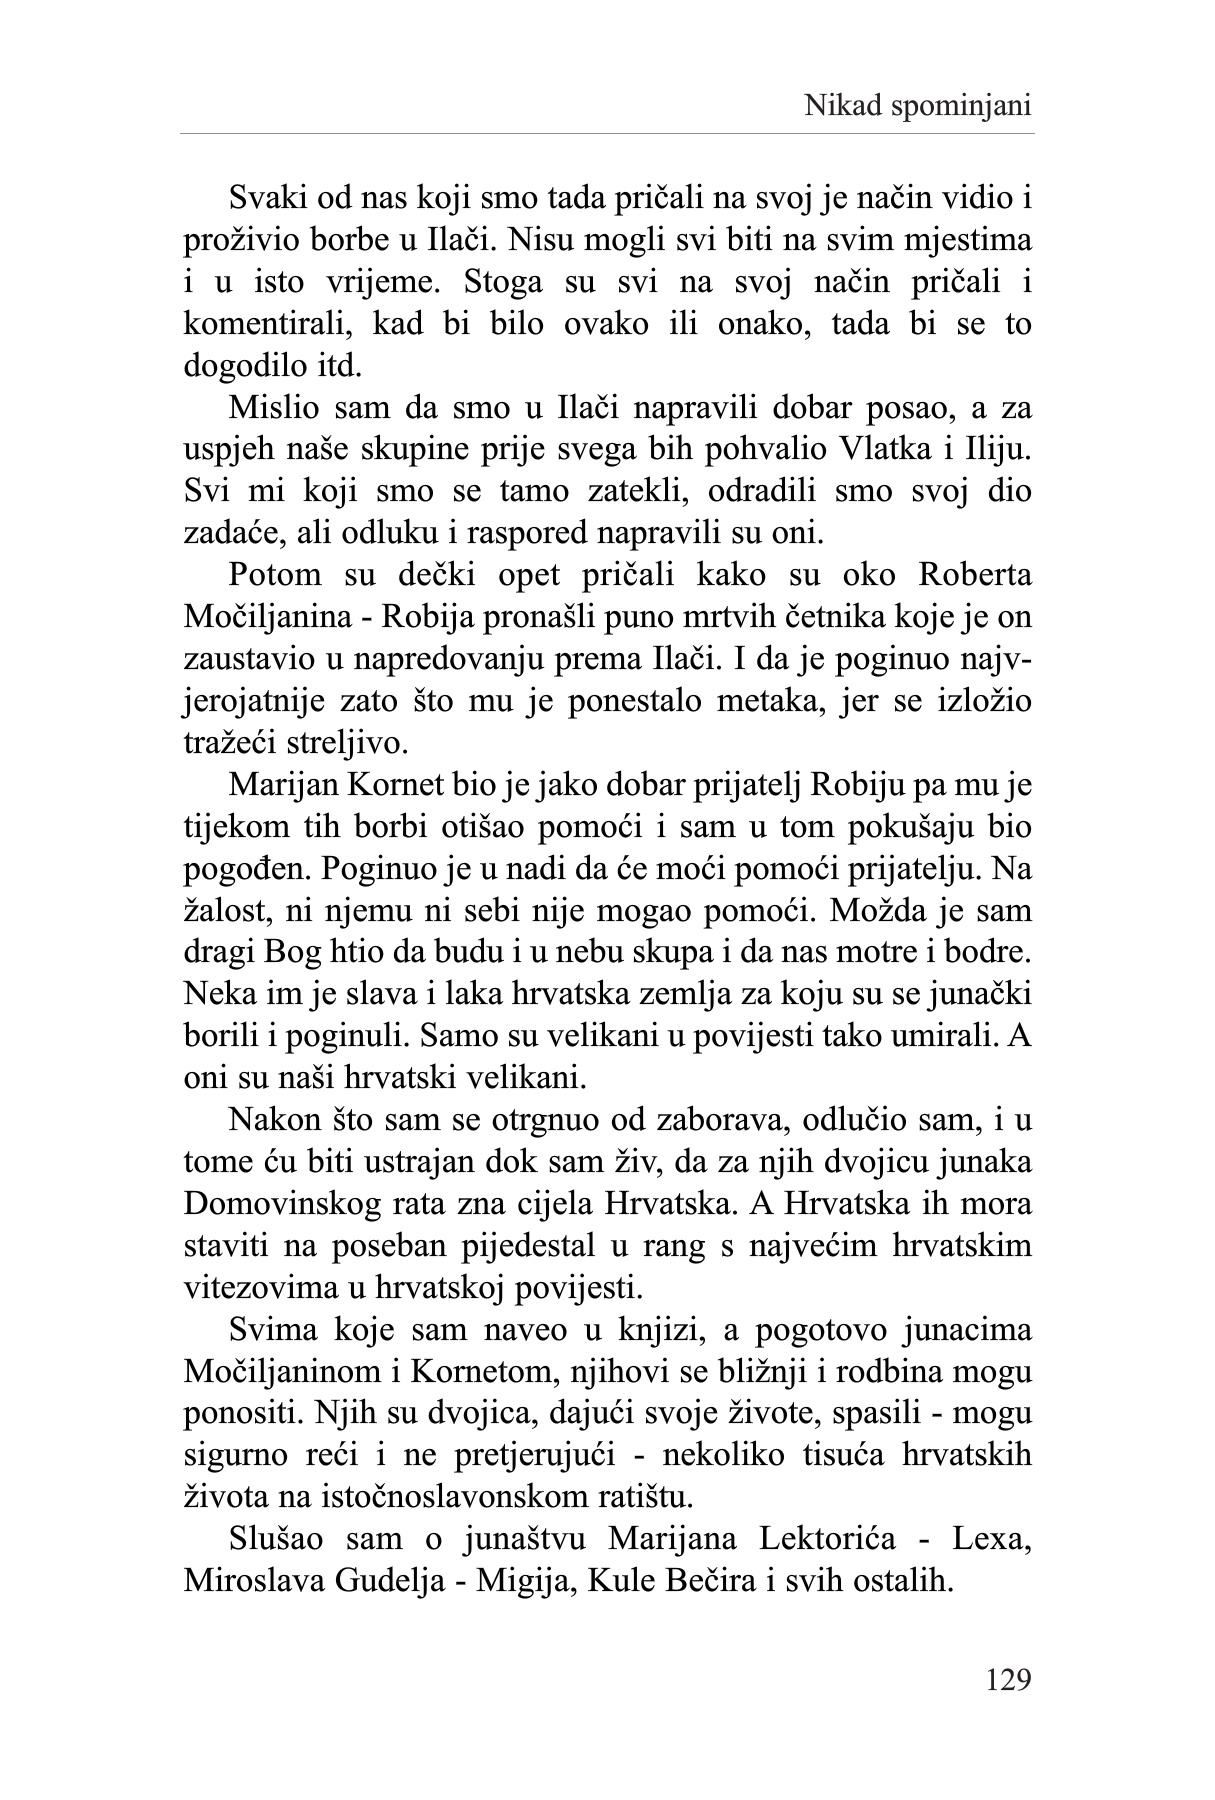 Nikad spominjani
Svaki od nas koji smo tada pričali na svoj je način vidio i
proživio borbe u Ilači. Nisu mogli svi biti na svim mjestima
i u isto vrijeme. Stoga su svi na svoj način pričali i
komentirali, kad bi bilo ovako ili onako, tada bi se to
dogodilo itd.
Mislio sam da smo u Ilači napravili dobar posao, a za
uspjeh naše skupine prije svega bih pohvalio Vlatka i Iliju.
Svi mi koji smo se tamo zatekli, odradili smo svoj dio
zadaće, ali odluku i raspored napravili su oni.
Potom su dečki opet pričali kako su oko Roberta
Močiljanina - Robija pronašli puno mrtvih četnika koje je on
zaustavio u napredovanju prema Ilači. I da je poginuo najv-
jerojatnije zato što mu je ponestalo metaka, jer se izložio
tražeći streljivo.
Marijan Kornet bio je jako dobar prijatelj Robiju pa mu je
tijekom tih borbi otišao pomoći i sam u tom pokušaju bio
pogođen. Poginuo je u nadi da će moći pomoći prijatelju. Na
žalost, ni njemu ni sebi nije mogao pomoći. Možda je sam
dragi Bog htio da budu i u nebu skupa i da nas motre i bodre.
Neka im je slava i laka hrvatska zemlja za koju su se junački
borili i poginuli. Samo su velikani u povijesti tako umirali. A
oni su naši hrvatski velikani.
Nakon što sam se otrgnuo od zaborava, odlučio sam, i u
tome ću biti ustrajan dok sam živ, da za njih dvojicu junaka
Domovinskog rata zna cijela Hrvatska. A Hrvatska ih mora
staviti na poseban pijedestal u rang s najvećim hrvatskim
vitezovima u hrvatskoj povijesti.
Svima koje sam naveo u knjizi, a pogotovo junacima
Močiljaninom i Kornetom, njihovi se bližnji i rodbina mogu
ponositi. Njih su dvojica, dajući svoje živote, spasili - mogu
sigurno reći i ne pretjerujući - nekoliko tisuća hrvatskih
života na istočnoslavonskom ratištu.
Slušao sam o junaštvu Marijana Lektorića - Lexa,
Miroslava Gudelja - Migija, Kule Bečira i svih ostalih.
129